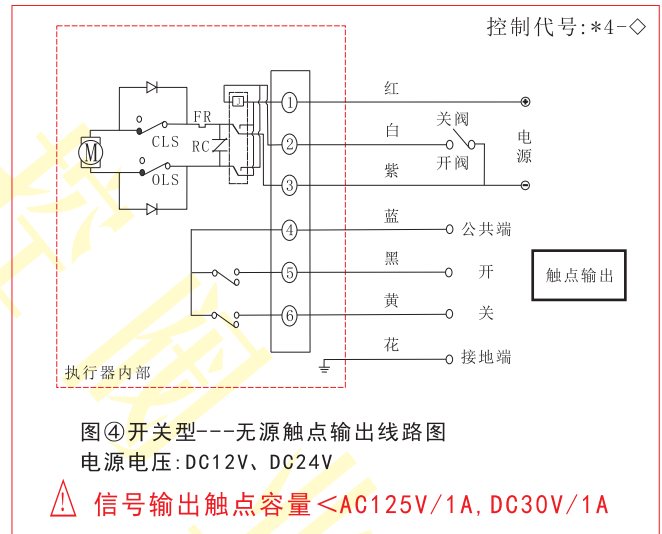 控制代号:*4-◇
红
①
J
白
关阀
FR
②
开阀
电源
CLS
RC
M
紫
OLS
③
蓝
④
公共端
黑
⑤
开
触点输出
黄
⑥
关
花
接地端
执行器内部
图④开关型---无源触点输出线路图
电源电压:DC12V、DC24V
信号输出触点容量<AC125V/1A,DC30V/1A